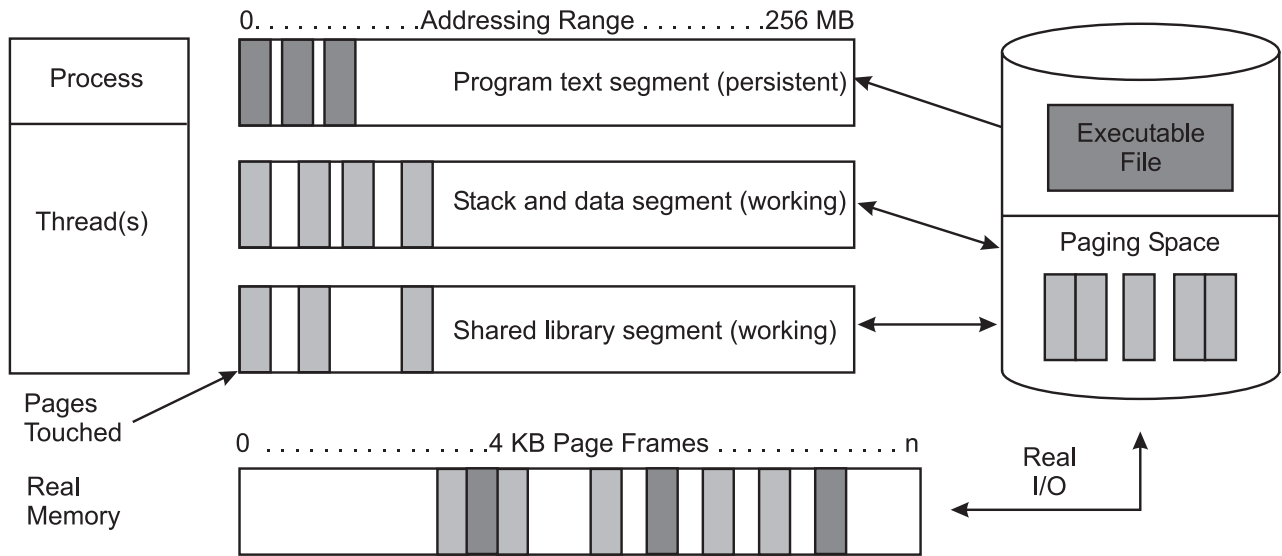 0. . . . . . . . . . . . .Addressing Range . . . . . . . . .256 MB
Process
Program text segment (persistent)
Executable
File
Thread(s)
Stack and data segment (working)
Paging Space
Shared library segment (working)
Pages
Touched
0 . . . . . . . . . . . . . . . . .4 KB Page Frames . . . . . . . . . . . . . n
Real
I/O
Real
Memory